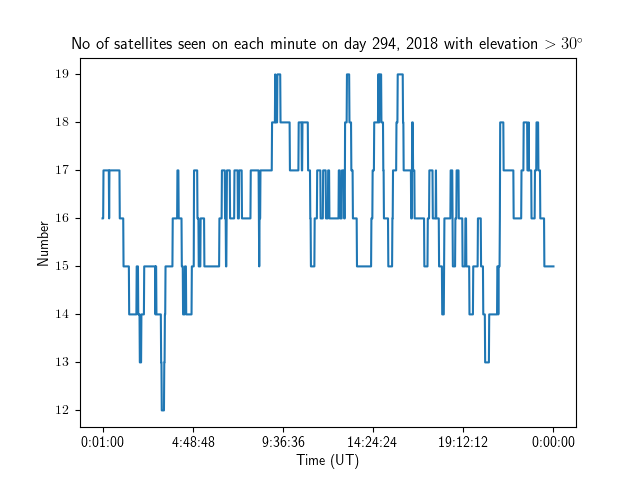 No of satellites seen on each minute on day 294, 2018 with elevation > 30°
19
18
17
16
15
14
13
12
Number
0:01:00 4:48:48 9:36:36 14:24:24 19:12:12 0:00:00
Time (UT)